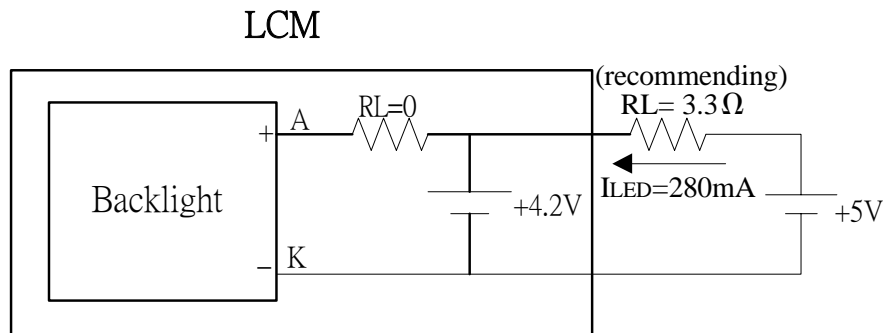 LCM
(recommending)
RL= 3.3Ω
A
RL=0
+
ILED=280mA
Backlight
+4.2V
+5V
K
−